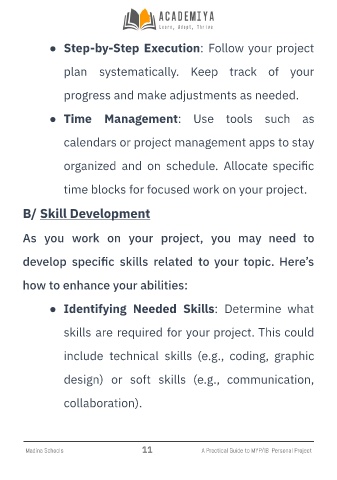 ACADEMIYA
Learn, Adapt, Thrive
● Step-by-Step Execution: Follow your project
plan systematically. Keep track of your
progress and make adjustments as needed.
● Time Management: Use tools such as
calendars or project management apps to stay
organized and on schedule. Allocate specific
time blocks for focused work on your project.
B/ Skill Development
As you work on your project, you may need to
develop specific skills related to your topic. Here’s
how to enhance your abilities:
● Identifying Needed Skills: Determine what
skills are required for your project. This could
include technical skills (e.g., coding, graphic
design) or soft skills (e.g., communication,
collaboration).
Madina Schools 11 A Practical Guide to MYP/IB Personal Project